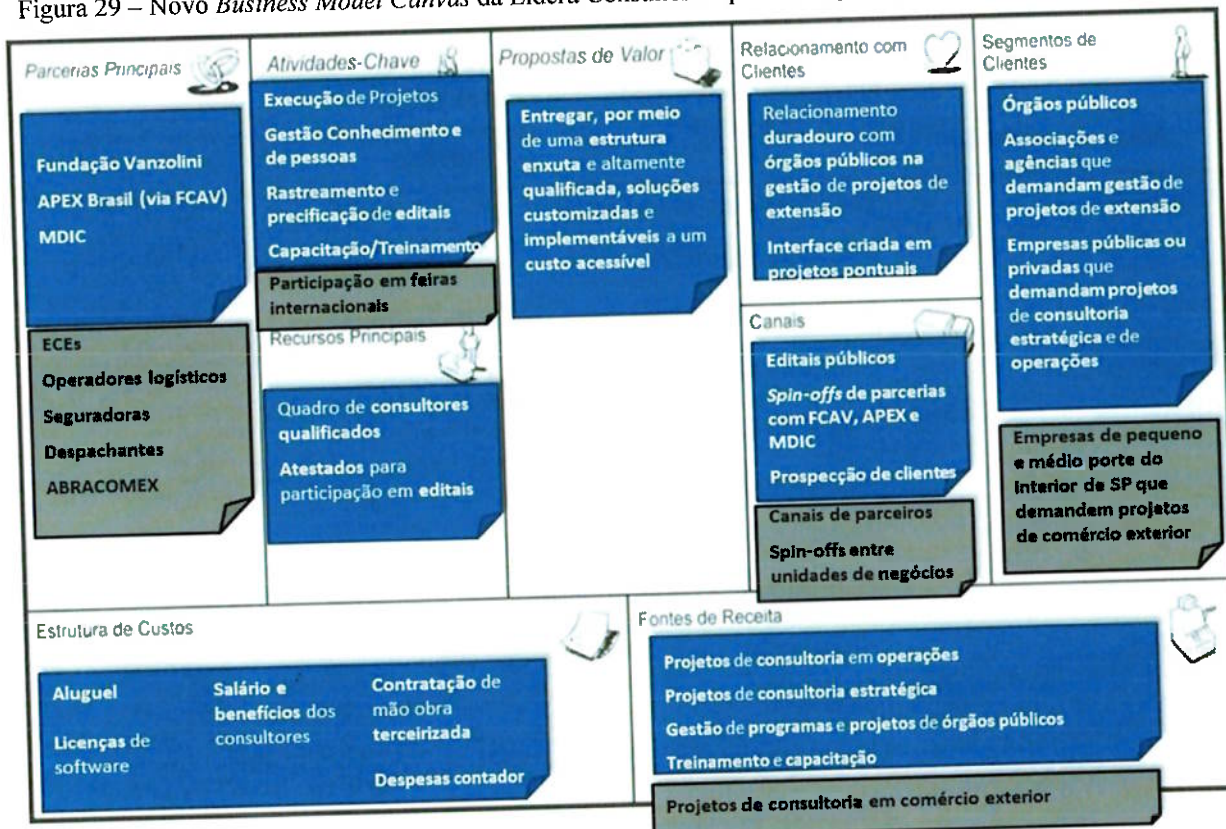 Figura 29 – Novo Business Model Canvas da
Parcerias Principais
Fundação Vanzolini
APEX Brasil (via FCAV)
MDIC
ECEs
Operadores logísticos
Seguradoras
Despachantes
ABRACOMEX
Atividades-Chave
Execução de Projetos
Gestão Conhecimento e
de pessoas
Rastreamento e
precificação de editais
Capacitação/Treinamento
Participação em feiras
internacionais
Recursos Principais
Quadro de consultores
qualificados
Atestados para
participação em editais
Propostas de Valor
Entregar, por meio
de uma estrutura
enxuta e altamente
qualificada, soluções
customizadas e
implementáveis a um
custo acessível
Relacionamento com
Clientes
Relacionamento
duradouro com
órgãos públicos na
gestão de projetos de
extensão
Interface criada em
projetos pontuais
Canais
Editais públicos
Spin-offs de parcerias
com FCAV, APEX e
MDIC
Prospecção de clientes
Canais de parceiros
Spin-offs entre
unidades de negócios
Segmentos de
Clientes
Órgãos públicos
Associações e
agências que
demandam gestão de
projetos de extensão
Empresas públicas ou
privadas que
demandam projetos
de consultoria
estratégica e de
operações
Empresas de pequeno
e médio porte do
Interior de SP que
demandem projetos
de comércio exterior
Estrutura de Custos
Aluguel
Licenças de
software
Salário e
benefícios dos
consultores
Contratação de
mão obra
terceirizada
Despesas contador
Fontes de Receita
Projetos de consultoria em operações
Projetos de consultoria estratégica
Gestão de programas e projetos de órgãos públicos
Treinamento e capacitação
Projetos de consultoria em comércio exterior